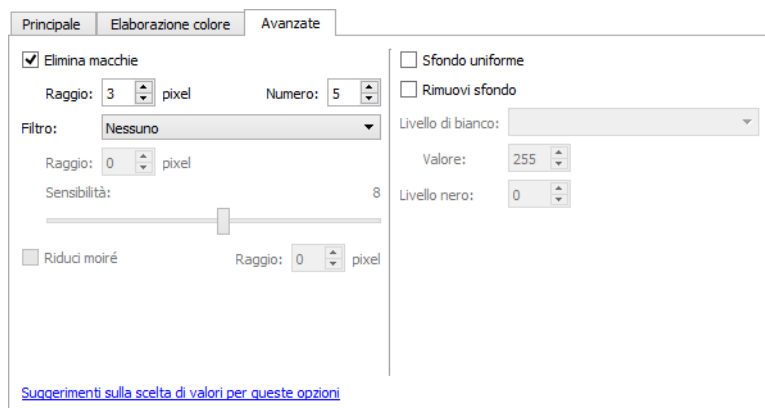 Principale Elaborazione colore Avanzate
Elimina macchie
Raggio: 3 pixel Numero: 5
Filtro: Nessuno
Raggio: 0 pixel
Sensibilità: 8
Riduci moiré Raggio: 0 pixel
Suggerimenti sulla scelta di valori per queste opzioni
Sfondo uniforme
Rimuovi sfondo
Livello di bianco:
Valore: 255
Livello nero: 0